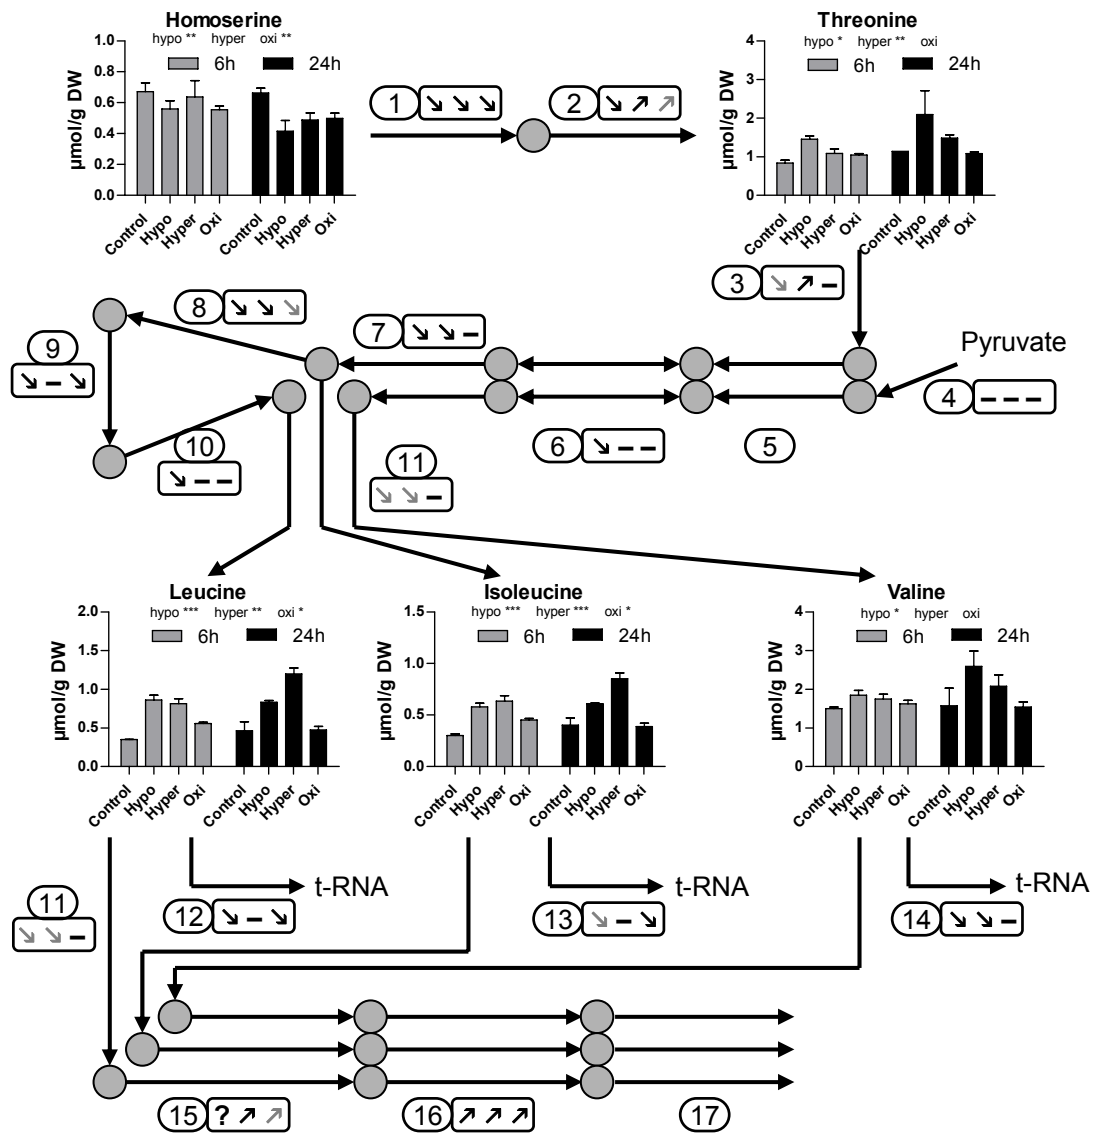 Homoserine
hypo ** hyper oxi **
6h 24h
µmol/g DW
1.0
0.8
0.6
0.4
0.2
0.0
Control Hypo Hyper Oxi Control Hypo Hyper Oxi
1 ↘ ↘ ↘
2 ↘ ↗ ↗
Threonine
hypo * hyper ** oxi
6h 24h
µmol/g DW
4
3
2
1
0
Control Hypo Hyper Oxi Control Hypo Hyper Oxi
3 ↘ ↗ –
8 ↘ ↘ ↘
7 ↘ ↘ –
9
↘ – ↘
Pyruvate
4 – – –
10
↘ – –
11
↘ ↘ –
6 ↘ – –
5
Leucine
hypo *** hyper ** oxi *
6h 24h
µmol/g DW
2.0
1.5
1.0
0.5
0.0
Control Hypo Hyper Oxi Control Hypo Hyper Oxi
Isoleucine
hypo *** hyper *** oxi *
6h 24h
µmol/g DW
1.5
1.0
0.5
0.0
Control Hypo Hyper Oxi Control Hypo Hyper Oxi
Valine
hypo * hyper oxi
6h 24h
µmol/g DW
4
3
2
1
0
Control Hypo Hyper Oxi Control Hypo Hyper Oxi
11
↘ ↘ –
t-RNA
12 ↘ – ↘
t-RNA
13 ↘ – ↘
t-RNA
14 ↘ ↘ –
15 ? ↗ ↗
16 ↗ ↗ ↗
17